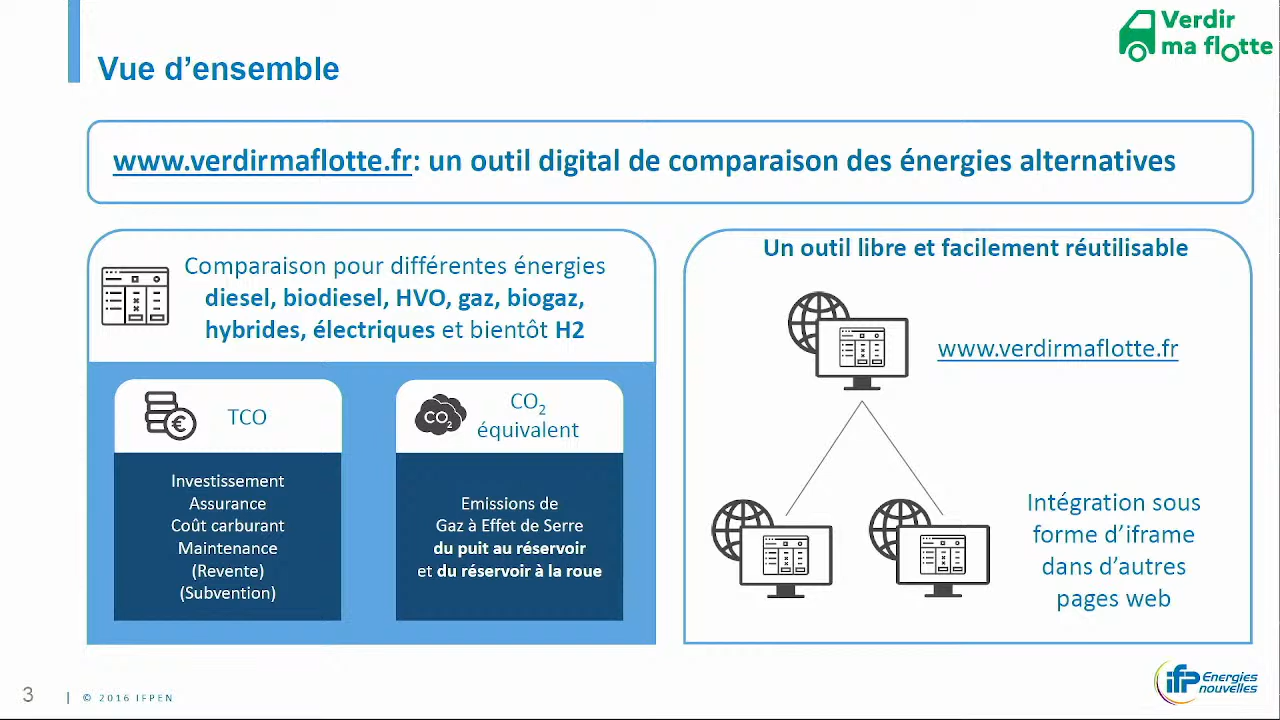 Verdir
ma flotte
Vue d’ensemble
www.verdirmaflotte.fr: un outil digital de comparaison des énergies alternatives
Comparaison pour différentes énergies
diesel, biodiesel, HVO, gaz, biogaz,
hybrides, électriques et bientôt H2
TCO
Investissement
Assurance
Coût carburant
Maintenance
(Revente)
(Subvention)
CO2
CO2
équivalent
Emissions de
Gaz à Effet de Serre
du puit au réservoir
et du réservoir à la roue
Un outil libre et facilement réutilisable
www.verdirmaflotte.fr
Intégration sous
forme d’iframe
dans d’autres
pages web
3 | © 2016 IFPEN
ifp Energies
nouvelles